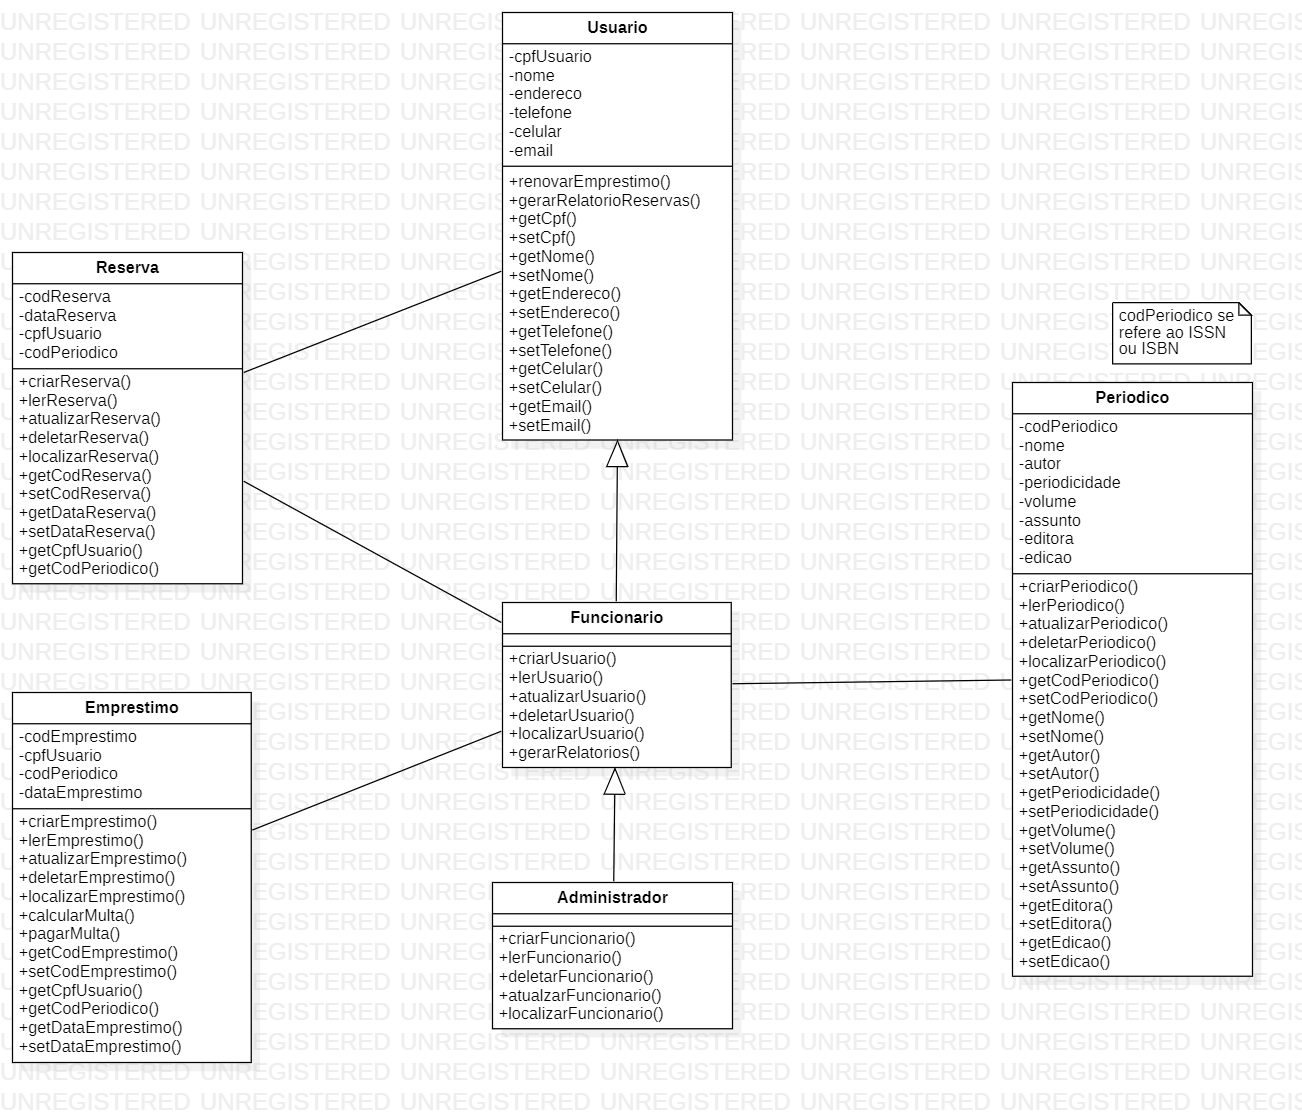 Usuario
-cpfUsuario
-nome
-endereco
-telefone
-celular
-email
+renovarEmprestimo()
+gerarRelatorioReservas()
+getCpf()
+setCpf()
+getNome()
+setNome()
+getEndereco()
+setEndereco()
+getTelefone()
+setTelefone()
+getCelular()
+setCelular()
+getEmail()
+setEmail()
Reserva
-codReserva
-dataReserva
-cpfUsuario
-codPeriodico
+criarReserva()
+lerReserva()
+atualizarReserva()
+deletarReserva()
+localizarReserva()
+getCodReserva()
+setCodReserva()
+getDataReserva()
+setDataReserva()
+getCpfUsuario()
+getCodPeriodico()
codPeriodico se
refere ao ISSN
ou ISBN
Periodico
-codPeriodico
-nome
-autor
-periodicidade
-volume
-assunto
-editora
-edicao
+criarPeriodico()
+lerPeriodico()
+atualizarPeriodico()
+deletarPeriodico()
+localizarPeriodico()
+getCodPeriodico()
+setCodPeriodico()
+getNome()
+setNome()
+getAutor()
+setAutor()
+getPeriodicidade()
+setPeriodicidade()
+getVolume()
+setVolume()
+getAssunto()
+setAssunto()
+getEditora()
+setEditora()
+getEdicao()
+setEdicao()
Funcionario
+criarUsuario()
+lerUsuario()
+atualizarUsuario()
+deletarUsuario()
+localizarUsuario()
+gerarRelatorios()
Emprestimo
-codEmprestimo
-cpfUsuario
-codPeriodico
-dataEmprestimo
+criarEmprestimo()
+lerEmprestimo()
+atualizarEmprestimo()
+deletarEmprestimo()
+localizarEmprestimo()
+calcularMulta()
+pagarMulta()
+getCodEmprestimo()
+setCodEmprestimo()
+getCpfUsuario()
+getCodPeriodico()
+getDataEmprestimo()
+setDataEmprestimo()
Administrador
+criarFuncionario()
+lerFuncionario()
+deletarFuncionario()
+atualzarFuncionario()
+localizarFuncionario()
UNREGISTERED